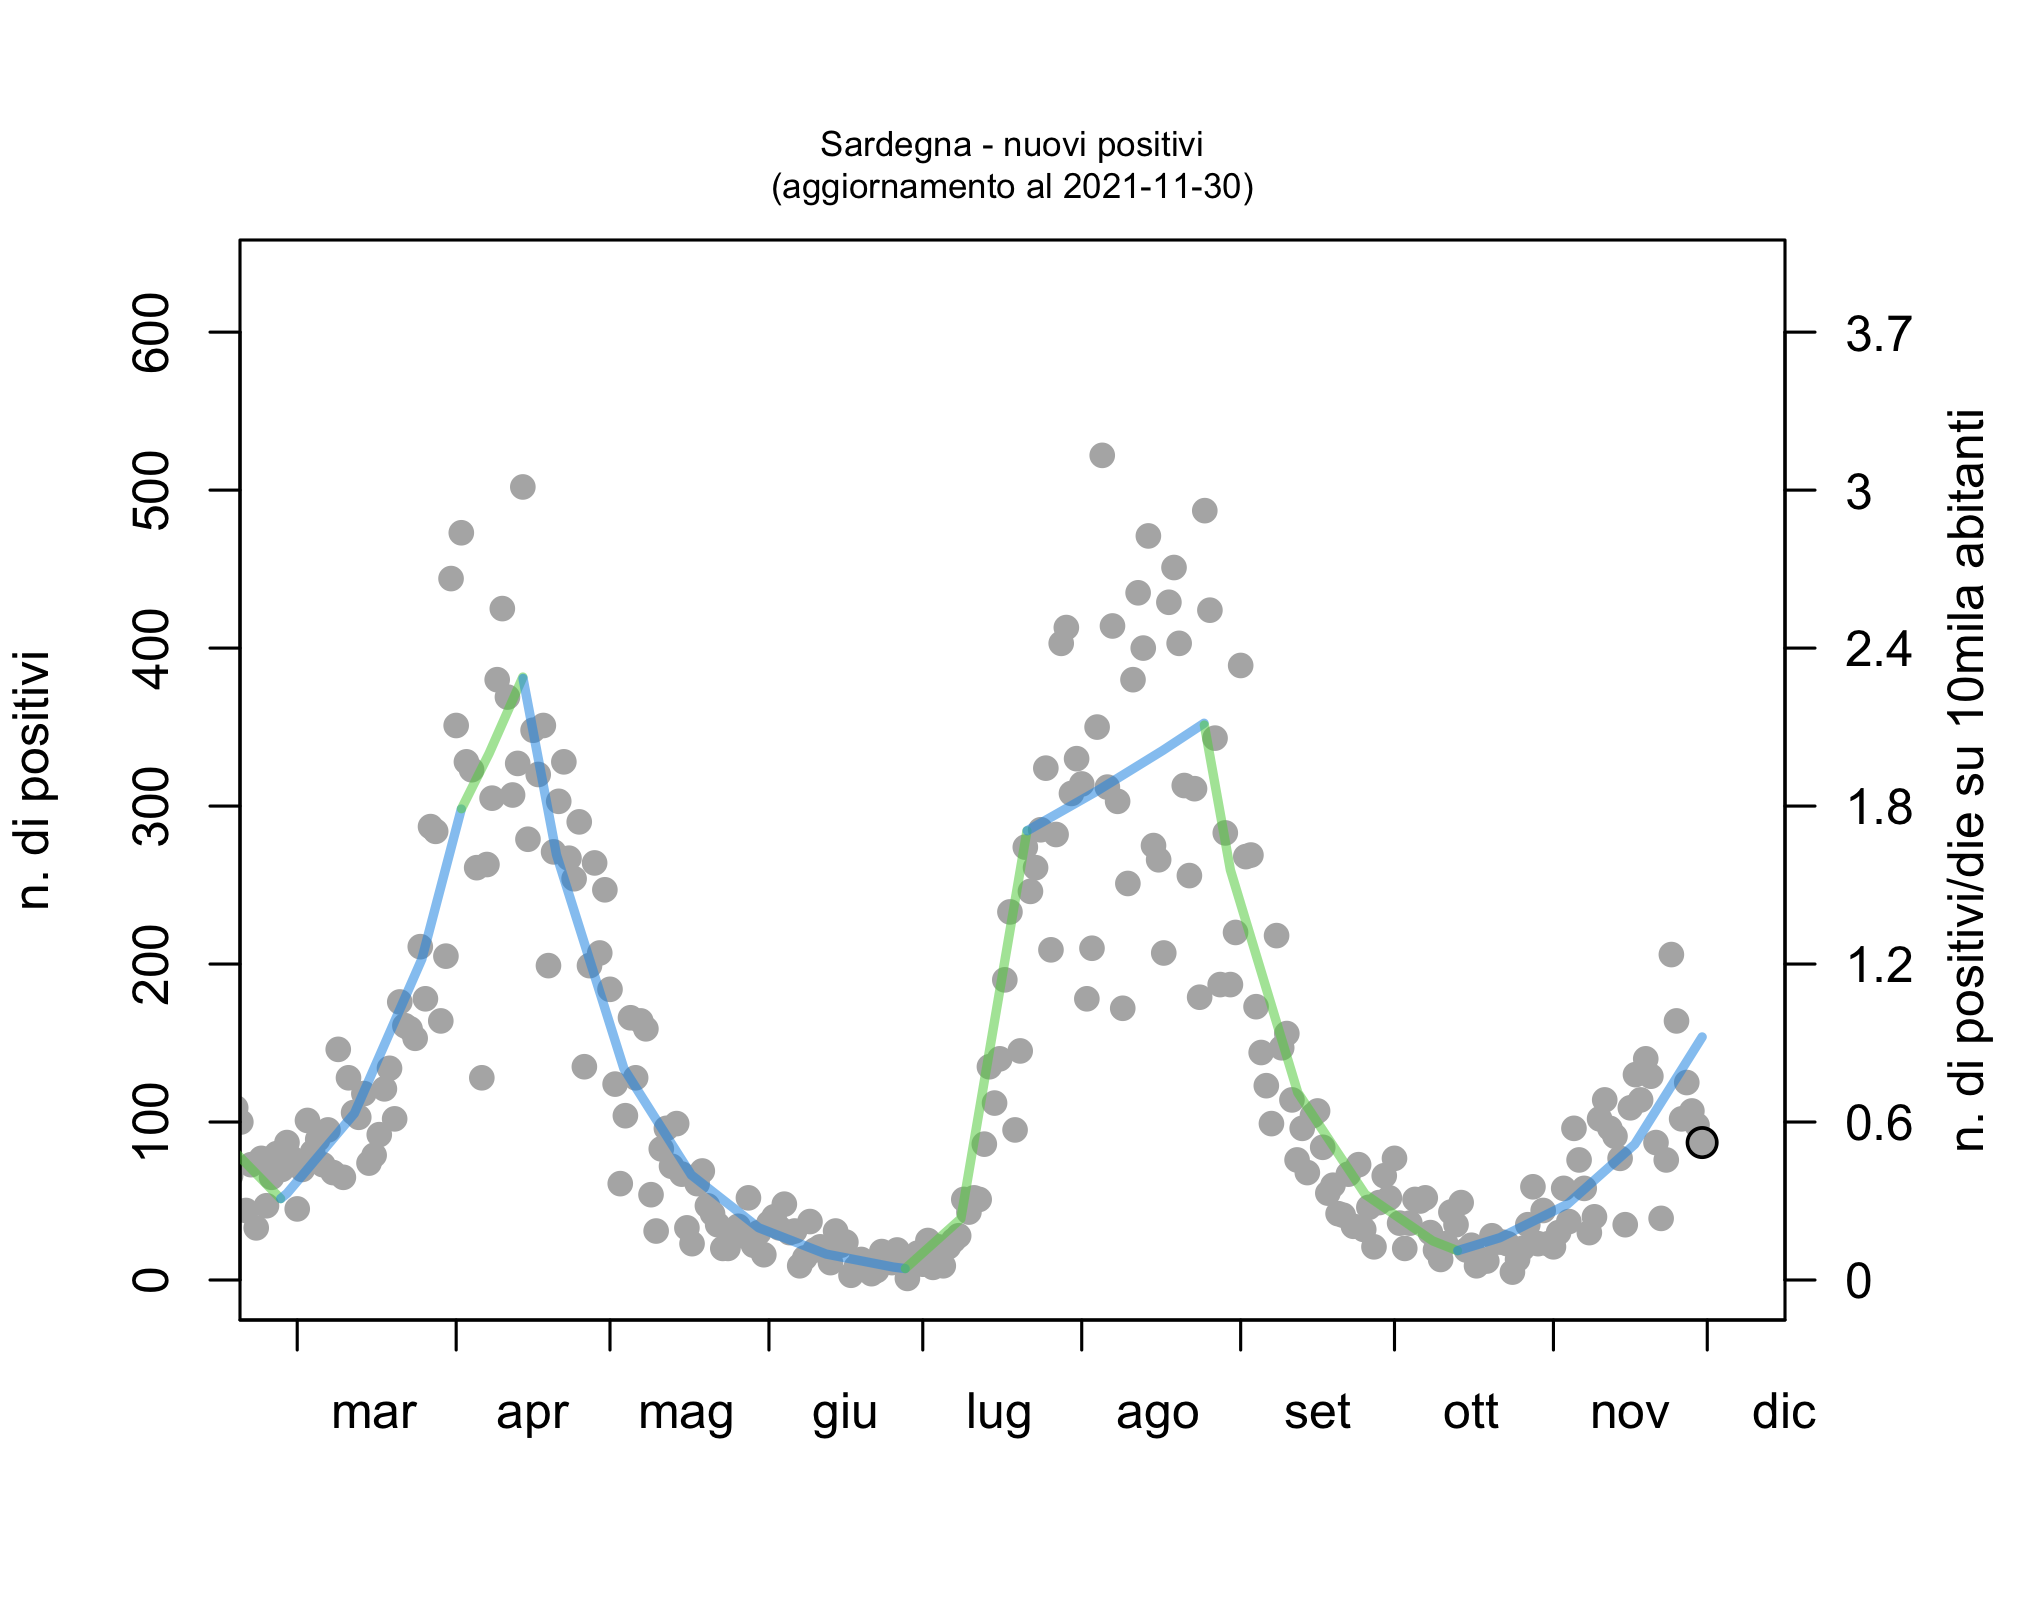 Sardegna - nuovi positivi
(aggiornamento al 2021-11-30)
n. di positivi
600
500
400
300
200
100
0
3.7
3
2.4
1.8
1.2
0.6
0
n. di positivi/die su 10mila abitanti
mar apr mag giu lug ago set ott nov dic